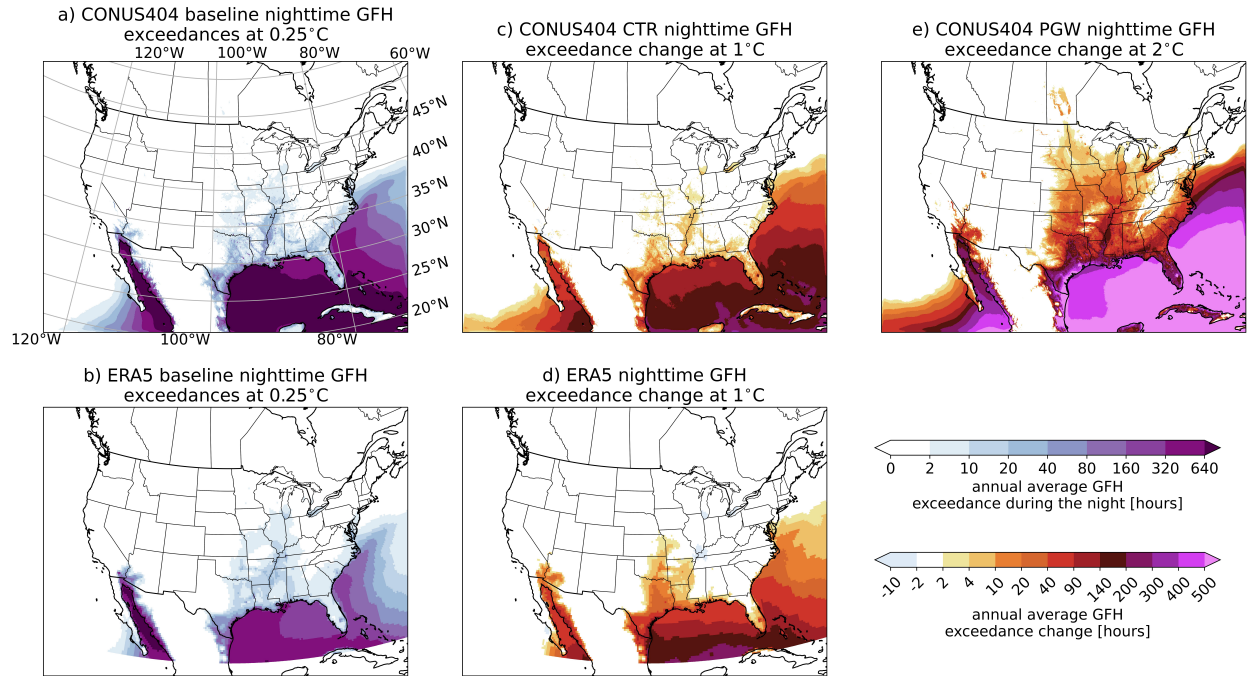 a) CONUS404 baseline nighttime GFH
exceedances at 0.25°C
120°W 100°W 80°W 60°W
45°N
40°N
35°N
30°N
25°N
20°N
120°W 100°W 80°W
c) CONUS404 CTR nighttime GFH
exceedance change at 1°C
e) CONUS404 PGW nighttime GFH
exceedance change at 2°C
b) ERA5 baseline nighttime GFH
exceedances at 0.25°C
d) ERA5 nighttime GFH
exceedance change at 1°C
0 2 10 20 40 80 160 320 640
annual average GFH
exceedance during the night [hours]
-10 -2 2 4 10 20 40 90 140 200 300 400 500
annual average GFH
exceedance change [hours]